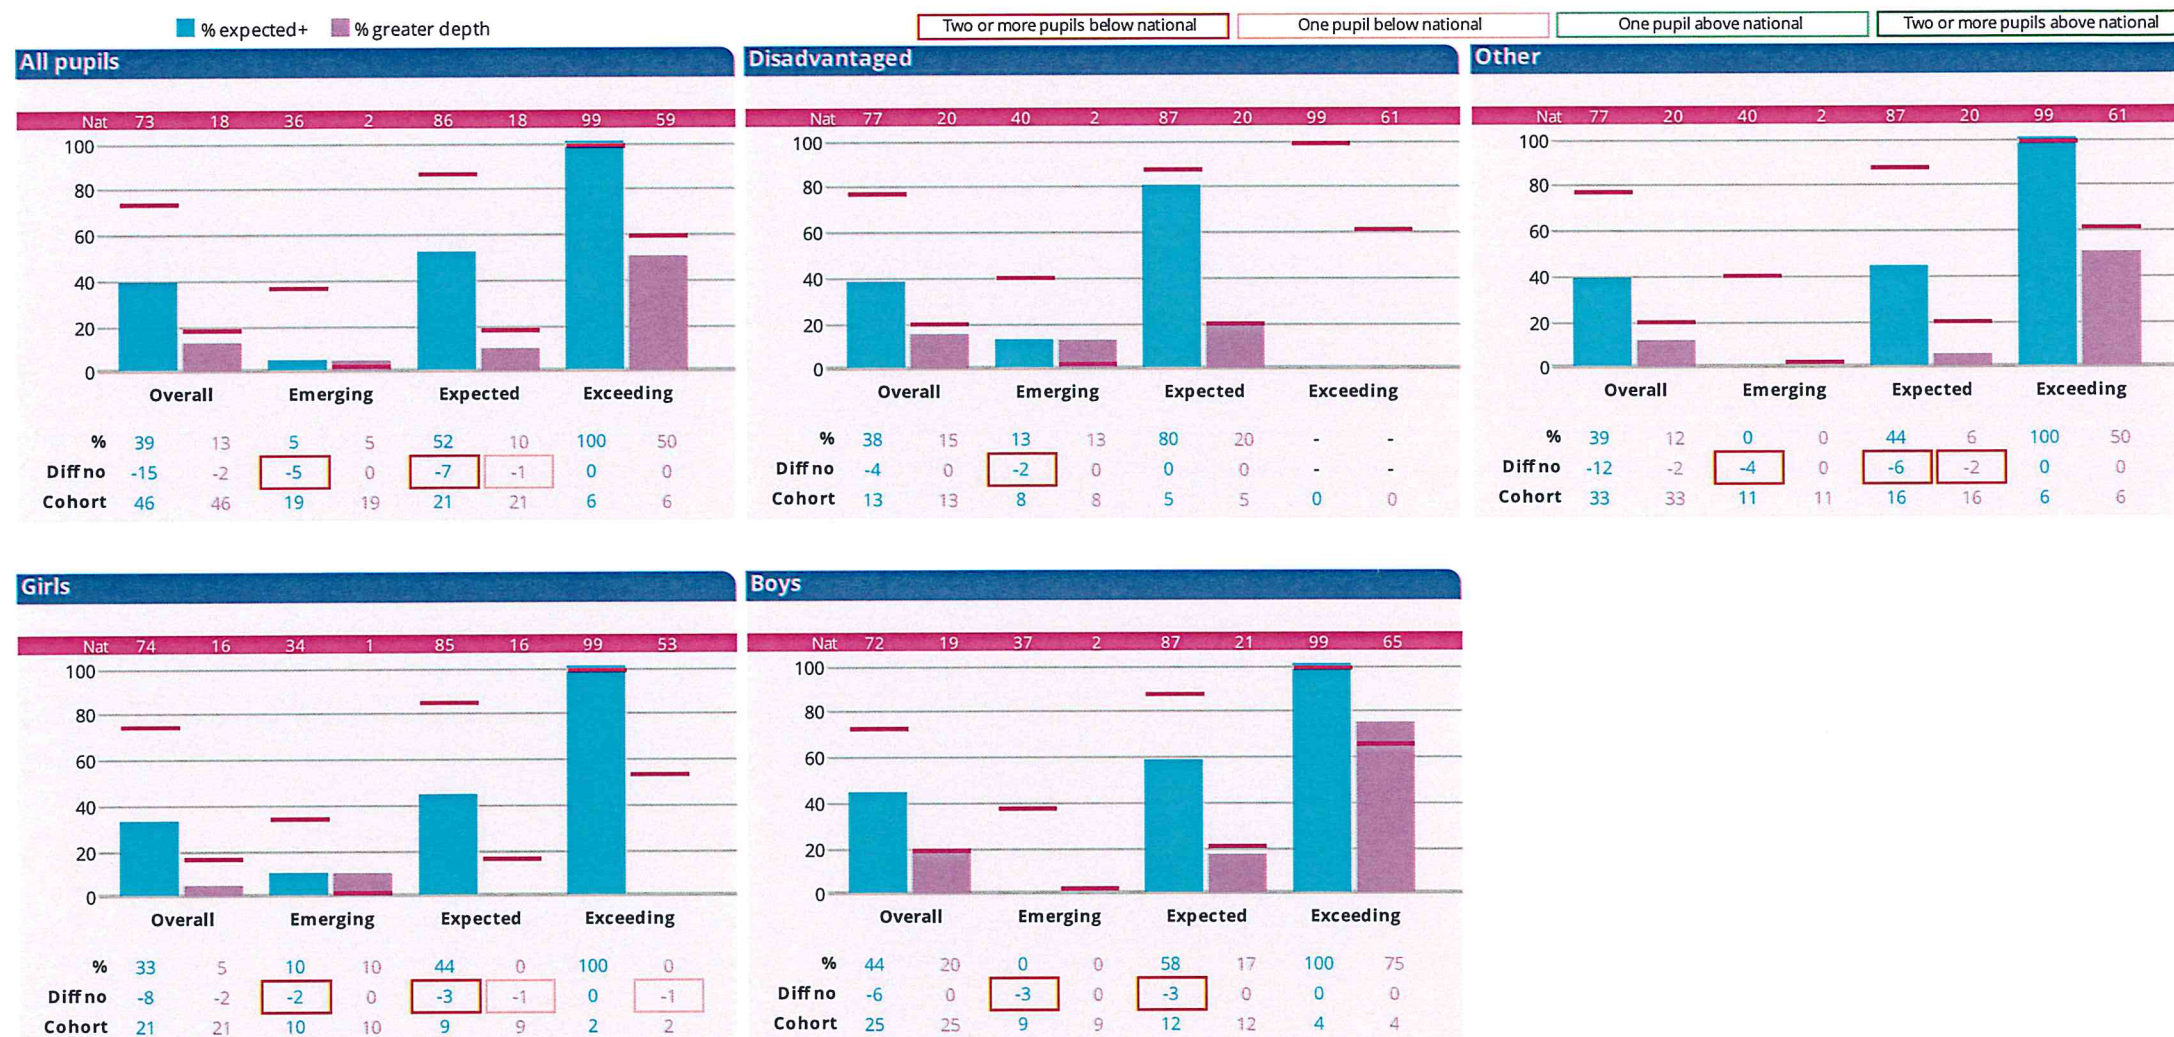 % expected+ % greater depth
Two or more pupils below national One pupil below national One pupil above national Two or more pupils above national
All pupils
Nat 73 18 36 2 86 18 99 59
100
80
60
40
20
0
Overall Emerging Expected Exceeding
% 39 13 5 5 52 10 100 50
Diff no -15 -2 -5 0 -7 -1 0 0
Cohort 46 46 19 19 21 21 6 6
Disadvantaged
Nat 77 20 40 2 87 20 99 61
100
80
60
40
20
0
Overall Emerging Expected Exceeding
% 38 15 13 13 80 20 - -
Diff no -4 0 -2 0 0 0 - -
Cohort 13 13 8 8 5 5 0 0
Other
Nat 77 20 40 2 87 20 99 61
100
80
60
40
20
0
Overall Emerging Expected Exceeding
% 39 12 0 0 44 6 100 50
Diff no -12 -2 -4 0 -6 -2 0 0
Cohort 33 33 11 11 16 16 6 6
Girls
Nat 74 16 34 1 85 16 99 53
100
80
60
40
20
0
Overall Emerging Expected Exceeding
% 33 5 10 10 44 0 100 0
Diff no -8 -2 -2 0 -3 -1 0 -1
Cohort 21 21 10 10 9 9 2 2
Boys
Nat 72 19 37 2 87 21 99 65
100
80
60
40
20
0
Overall Emerging Expected Exceeding
% 44 20 0 0 58 17 100 75
Diff no -6 0 -3 0 -3 0 0 0
Cohort 25 25 9 9 12 12 4 4